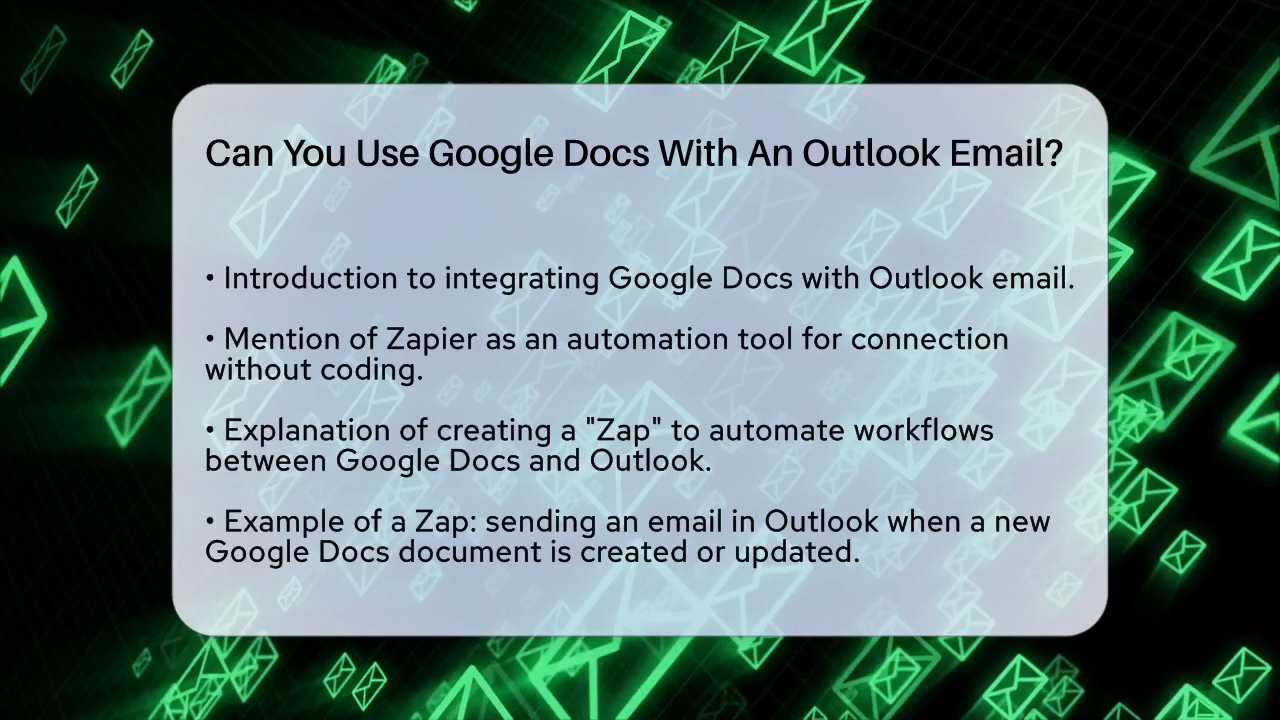 Can You Use Google Docs With An Outlook Email?
• Introduction to integrating Google Docs with Outlook email.
• Mention of Zapier as an automation tool for connection
without coding.
• Explanation of creating a "Zap" to automate workflows
between Google Docs and Outlook.
• Example of a Zap: sending an email in Outlook when a new
Google Docs document is created or updated.